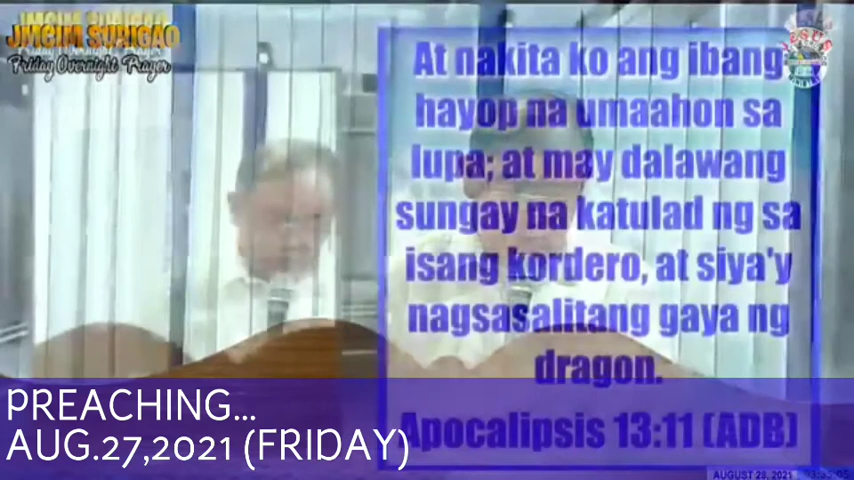 JMCIM SURIGAO
Friday Overnight Prayer
JESUS
At nakita ko ang ibang
hayop na umaahon sa
lupa; at may dalawang
sungay na katulad ng sa
isang kordero, at siya'y
nagsasalitang gaya ng
dragon.
Apocalipsis 13:11 (ADB)
PREACHING...
AUG.27,2021 (FRIDAY)
AUGUST 28, 2021